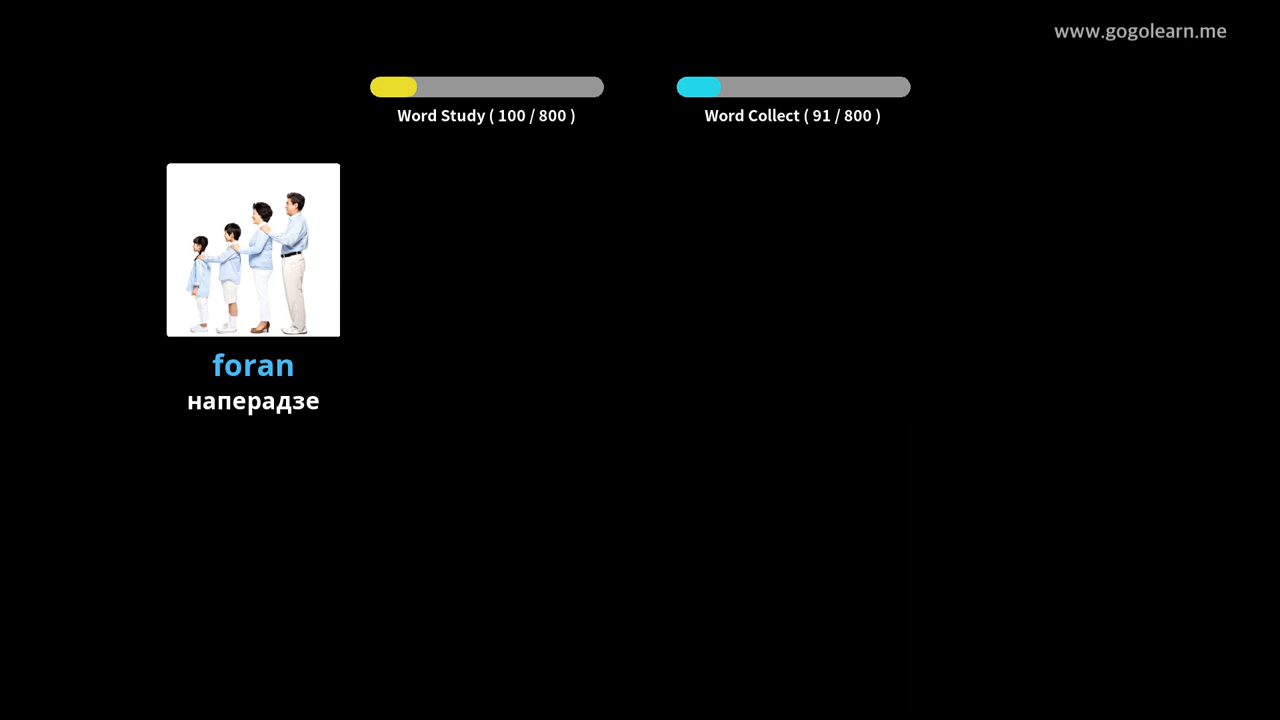 www.gogolearn.me
Word Study ( 100 / 800 )
Word Collect ( 91 / 800 )
foran
наперадзе